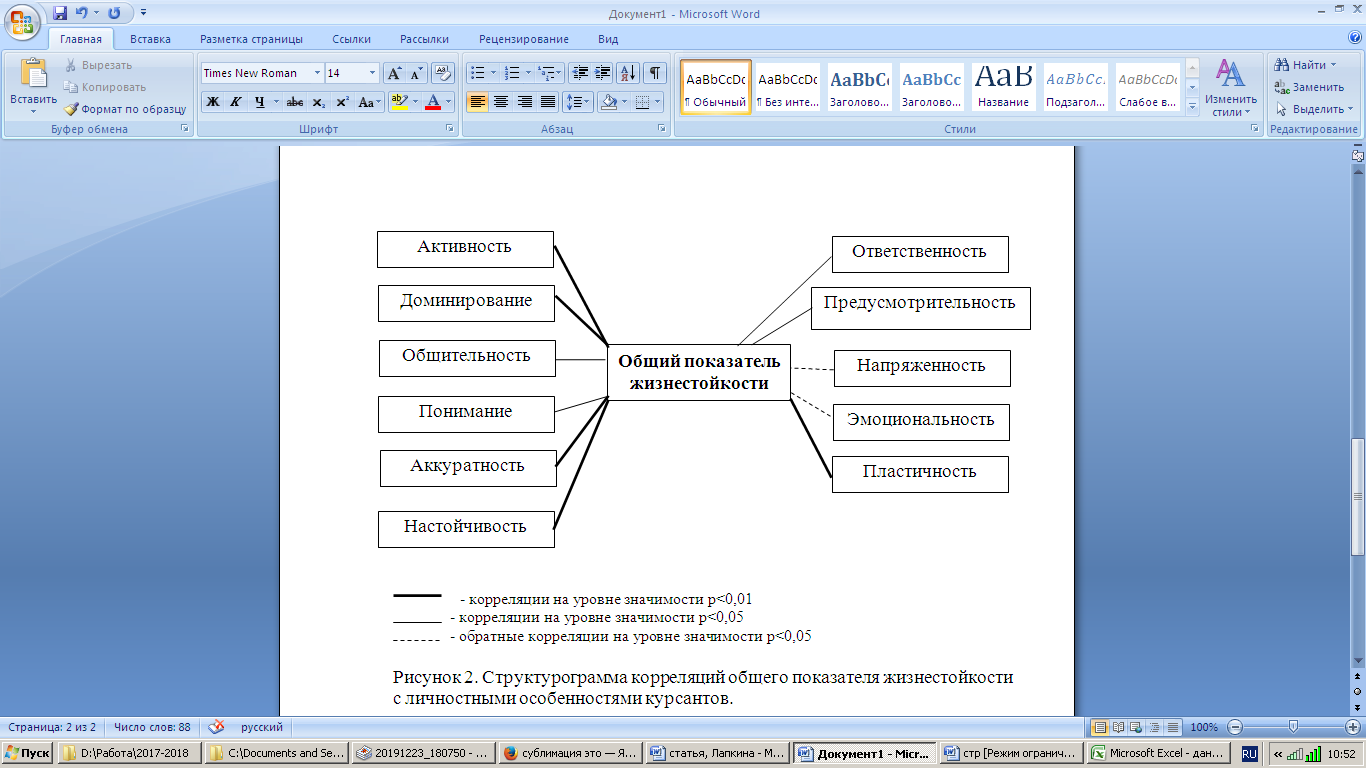 Документ1 - Microsoft Word
Главная Вставка Разметка страницы Ссылки Рассылки Рецензирование Вид
Вставить
Вырезать
Копировать
Формат по образцу
Буфер обмена
Times New Roman 14
Ж К Ч abc x₂ x² Aa
Шрифт
Абзац
AaBbCcDc AaBbCcDc AaBbCc AaBbCc AaB AaBbCc. AaBbCcDc
¶ Обычный ¶ Без инте... Заголово... Заголово... Название Подзагол... Слабое в...
Стили
Изменить
стили
Найти
Заменить
Выделить
Редактирование
Активность
Доминирование
Общительность
Понимание
Аккуратность
Настойчивость
Общий показатель
жизнестойкости
Ответственность
Предусмотрительность
Напряженность
Эмоциональность
Пластичность
- корреляции на уровне значимости p<0,01
- корреляции на уровне значимости p<0,05
- обратные корреляции на уровне значимости p<0,05
Рисунок 2. Структурограмма корреляций общего показателя жизнестойкости
с личностными особенностями курсантов.
Страница: 2 из 2 Число слов: 88 русский 100%
Пуск D:\Работа\2017-2018 C:\Documents and Se... 20191223_180750 - ... сублимация это — Я... статья, Лапкина - M... Документ1 - Micr... стр [Режим огранич... Microsoft Excel - дан... RU 10:52